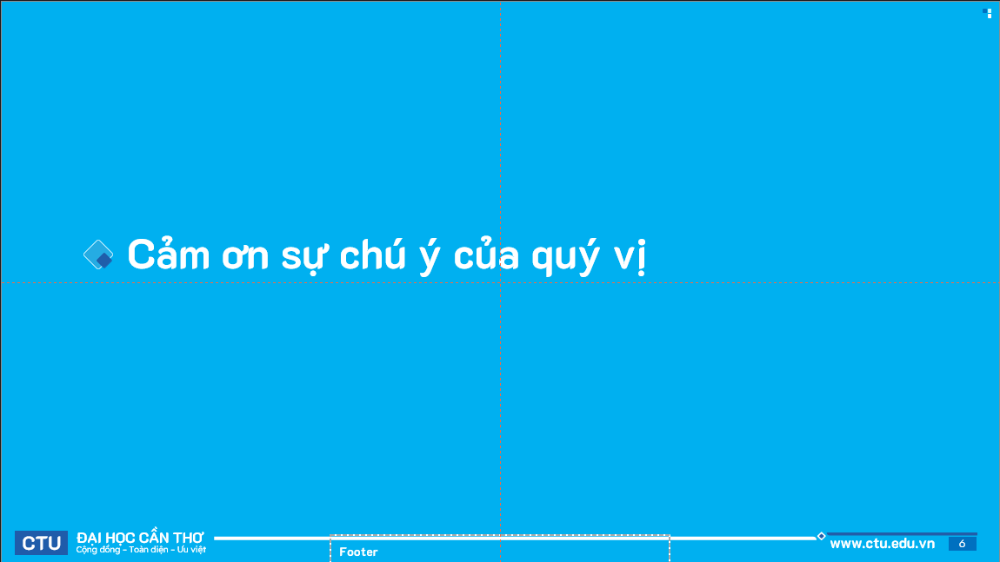 Cảm ơn sự chú ý của quý vị
CTU
ĐẠI HỌC CẦN THƠ
Cộng đồng - Toàn diện - Ưu việt
Footer
www.ctu.edu.vn
6